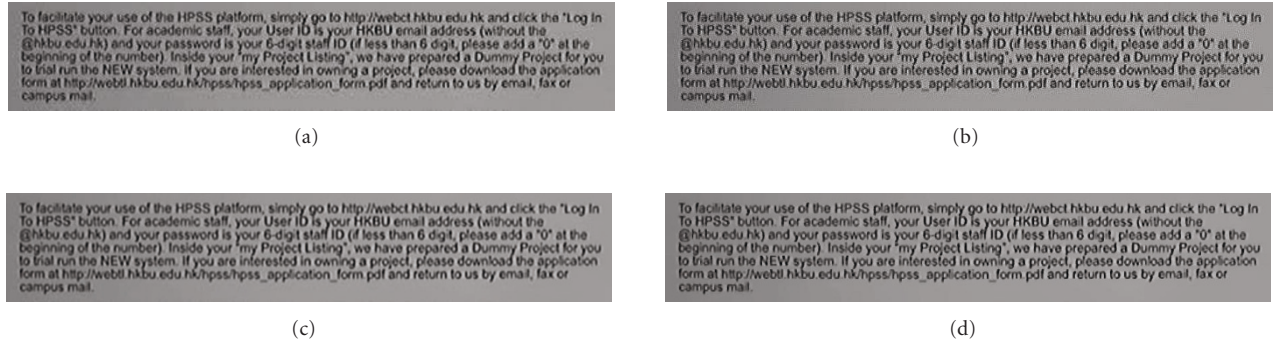 To facilitate your use of the HPSS platform, simply go to http://webct.hkbu.edu.hk and click the "Log In
To HPSS" button. For academic staff, your User ID is your HKBU email address (without the
@hkbu.edu.hk) and your password is your 6-digit staff ID (if less than 6 digit, please add a "0" at the
beginning of the number). Inside your "my Project Listing", we have prepared a Dummy Project for you
to trial run the NEW system. If you are interested in owning a project, please download the application
form at http://webtl.hkbu.edu.hk/hpss/hpss_application_form.pdf and return to us by email, fax or
campus mail.
(a)
To facilitate your use of the HPSS platform, simply go to http://webct.hkbu.edu.hk and click the "Log In
To HPSS" button. For academic staff, your User ID is your HKBU email address (without the
@hkbu.edu.hk) and your password is your 6-digit staff ID (if less than 6 digit, please add a "0" at the
beginning of the number). Inside your "my Project Listing", we have prepared a Dummy Project for you
to trial run the NEW system. If you are interested in owning a project, please download the application
form at http://webtl.hkbu.edu.hk/hpss/hpss_application_form.pdf and return to us by email, fax or
campus mail.
(b)
To facilitate your use of the HPSS platform, simply go to http://webct.hkbu.edu.hk and click the "Log In
To HPSS" button. For academic staff, your User ID is your HKBU email address (without the
@hkbu.edu.hk) and your password is your 6-digit staff ID (if less than 6 digit, please add a "0" at the
beginning of the number). Inside your "my Project Listing", we have prepared a Dummy Project for you
to trial run the NEW system. If you are interested in owning a project, please download the application
form at http://webtl.hkbu.edu.hk/hpss/hpss_application_form.pdf and return to us by email, fax or
campus mail.
(c)
To facilitate your use of the HPSS platform, simply go to http://webct.hkbu.edu.hk and click the "Log In
To HPSS" button. For academic staff, your User ID is your HKBU email address (without the
@hkbu.edu.hk) and your password is your 6-digit staff ID (if less than 6 digit, please add a "0" at the
beginning of the number). Inside your "my Project Listing", we have prepared a Dummy Project for you
to trial run the NEW system. If you are interested in owning a project, please download the application
form at http://webtl.hkbu.edu.hk/hpss/hpss_application_form.pdf and return to us by email, fax or
campus mail.
(d)